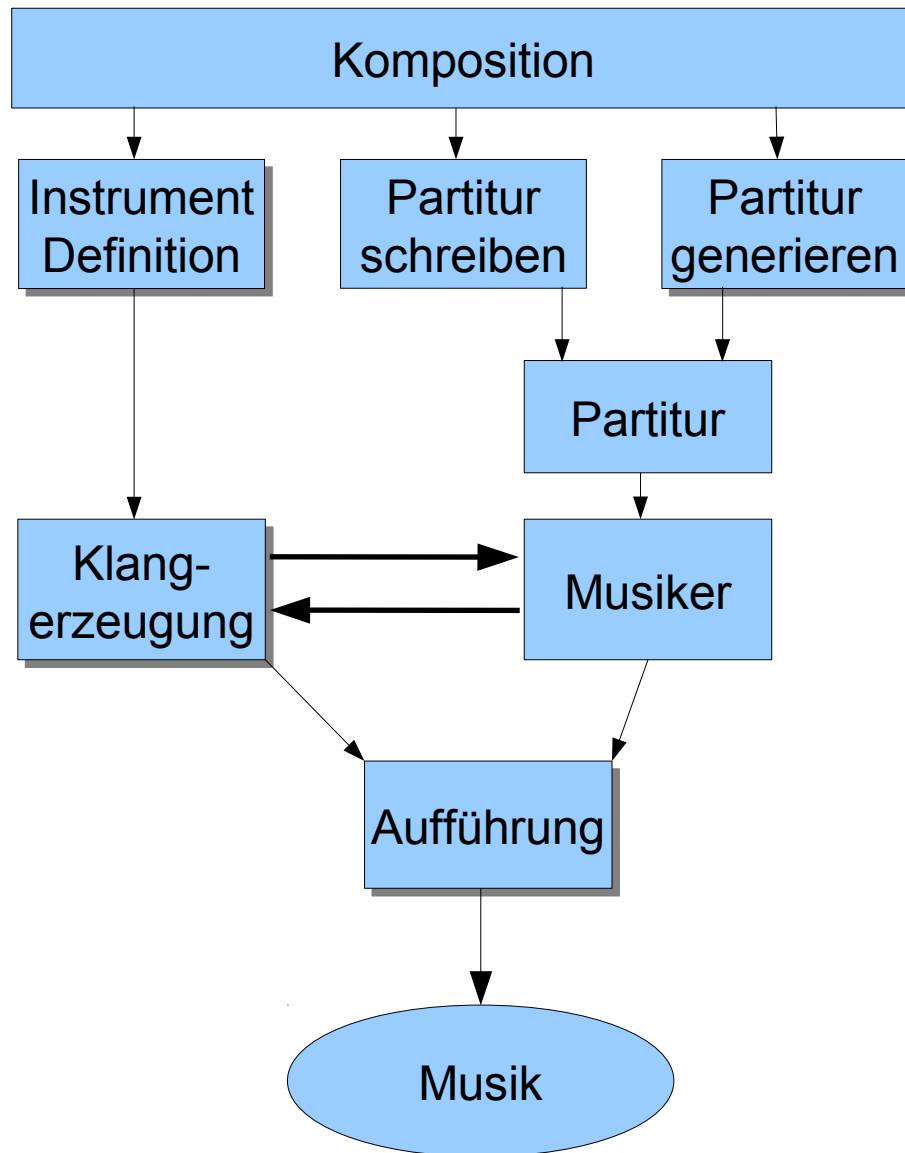 Komposition
Instrument
Definition
Partitur
schreiben
Partitur
generieren
Partitur
Klang-
erzeugung
Musiker
Aufführung
Musik